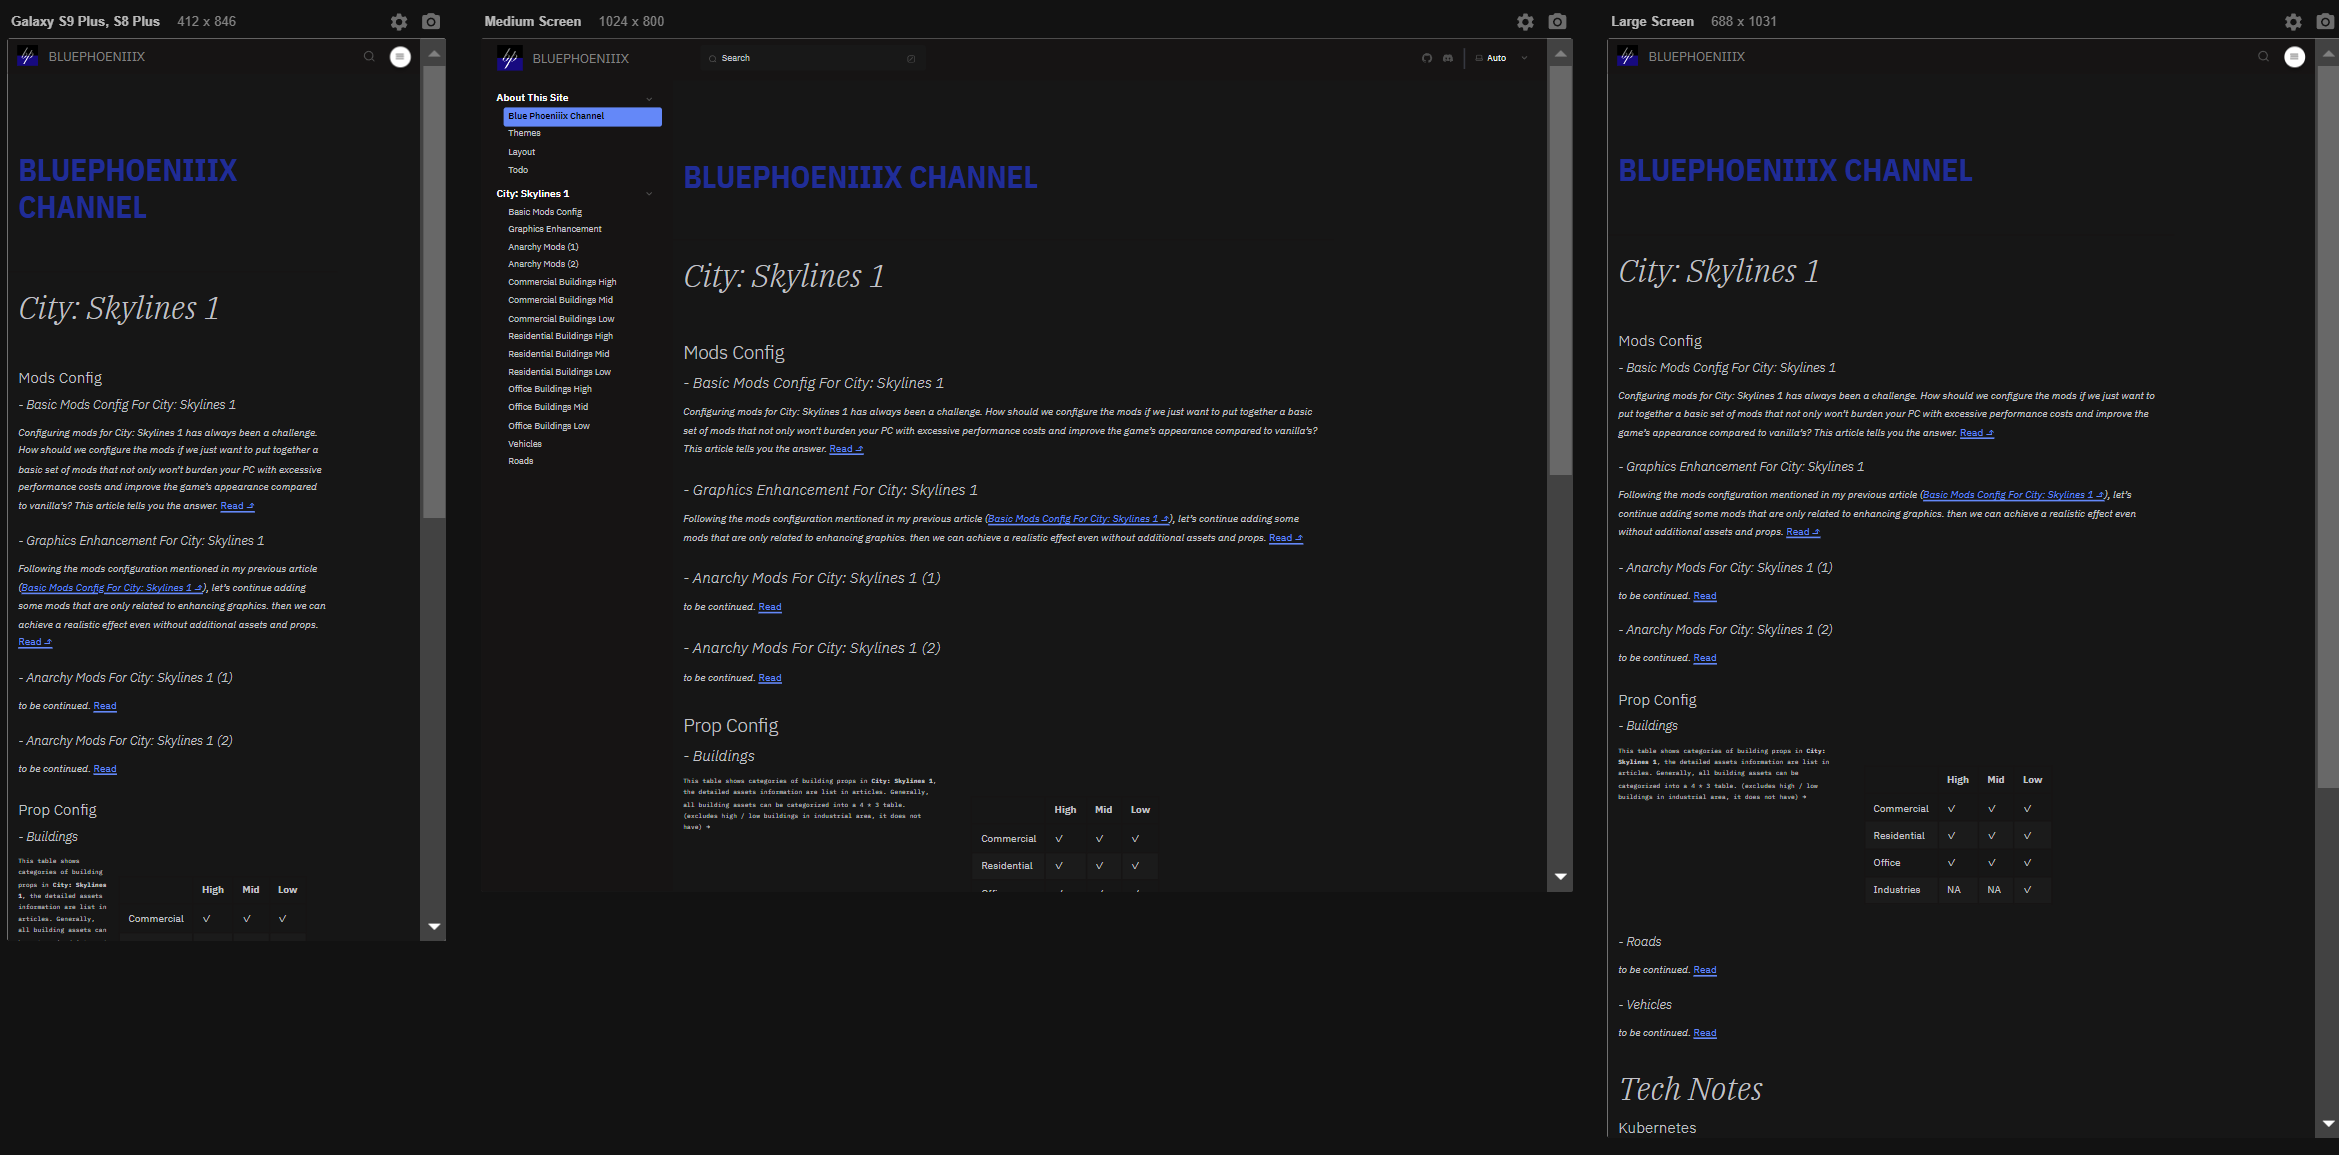 Galaxy S9 Plus, S8 Plus 412 x 846
BLUEPHOENIIIX
BLUEPHOENIIIX
CHANNEL
City: Skylines 1
Mods Config
- Basic Mods Config For City: Skylines 1
Configuring mods for City: Skylines 1 has always been a challenge.
How should we configure the mods if we just want to put together a
basic set of mods that not only won't burden your PC with excessive
performance costs and improve the game's appearance compared
to vanilla's? This article tells you the answer. Read
- Graphics Enhancement For City: Skylines 1
Following the mods configuration mentioned in my previous article
(Basic Mods Config For City: Skylines 1), let's continue adding
some mods that are only related to enhancing graphics. then we can
achieve a realistic effect even without additional assets and props.
Read
- Anarchy Mods For City: Skylines 1 (1)
to be continued. Read
- Anarchy Mods For City: Skylines 1 (2)
to be continued. Read
Prop Config
- Buildings
This table shows
categories of building
props in City: Skylines
1, the detailed assets
information are list in
articles. Generally,
all building assets can
High Mid Low
Commercial ✓ ✓ ✓
Medium Screen 1024 x 800
BLUEPHOENIIIX
Search
Auto
About This Site
Blue Phoeniiix Channel
Themes
Layout
Todo
City: Skylines 1
Basic Mods Config
Graphics Enhancement
Anarchy Mods (1)
Anarchy Mods (2)
Commercial Buildings High
Commercial Buildings Mid
Commercial Buildings Low
Residential Buildings High
Residential Buildings Mid
Residential Buildings Low
Office Buildings High
Office Buildings Mid
Office Buildings Low
Vehicles
Roads
BLUEPHOENIIIX CHANNEL
City: Skylines 1
Mods Config
- Basic Mods Config For City: Skylines 1
Configuring mods for City: Skylines 1 has always been a challenge. How should we configure the mods if we just want to put together a basic
set of mods that not only won't burden your PC with excessive performance costs and improve the game's appearance compared to vanilla's?
This article tells you the answer. Read
- Graphics Enhancement For City: Skylines 1
Following the mods configuration mentioned in my previous article (Basic Mods Config For City: Skylines 1), let's continue adding some
mods that are only related to enhancing graphics. then we can achieve a realistic effect even without additional assets and props. Read
- Anarchy Mods For City: Skylines 1 (1)
to be continued. Read
- Anarchy Mods For City: Skylines 1 (2)
to be continued. Read
Prop Config
- Buildings
This table shows categories of building props in City: Skylines 1,
the detailed assets information are list in articles. Generally,
all building assets can be categorized into a 4 * 3 table.
(excludes high / low buildings in industrial area, it does not
have) →
High Mid Low
Commercial ✓ ✓ ✓
Residential ✓ ✓ ✓
Large Screen 688 x 1031
BLUEPHOENIIIX
BLUEPHOENIIIX CHANNEL
City: Skylines 1
Mods Config
- Basic Mods Config For City: Skylines 1
Configuring mods for City: Skylines 1 has always been a challenge. How should we configure the mods if we just want to
put together a basic set of mods that not only won't burden your PC with excessive performance costs and improve the
game's appearance compared to vanilla's? This article tells you the answer. Read
- Graphics Enhancement For City: Skylines 1
Following the mods configuration mentioned in my previous article (Basic Mods Config For City: Skylines 1), let's
continue adding some mods that are only related to enhancing graphics. then we can achieve a realistic effect even
without additional assets and props. Read
- Anarchy Mods For City: Skylines 1 (1)
to be continued. Read
- Anarchy Mods For City: Skylines 1 (2)
to be continued. Read
Prop Config
- Buildings
This table shows categories of building props in City:
Skylines 1, the detailed assets information are list in
articles. Generally, all building assets can be
categorized into a 4 * 3 table. (excludes high / low
buildings in industrial area, it does not have) →
High Mid Low
Commercial ✓ ✓ ✓
Residential ✓ ✓ ✓
Office ✓ ✓ ✓
Industries NA NA ✓
- Roads
to be continued. Read
- Vehicles
to be continued. Read
Tech Notes
Kubernetes